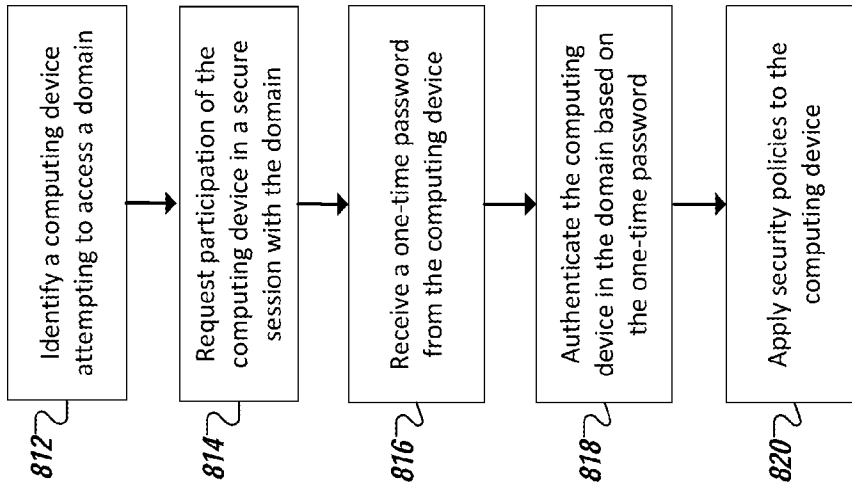 812
Identify a computing device
attempting to access a domain
814
Request participation of the
computing device in a secure
session with the domain
816
Receive a one-time password
from the computing device
818
Authenticate the computing
device in the domain based on
the one-time password
820
Apply security policies to the
computing device